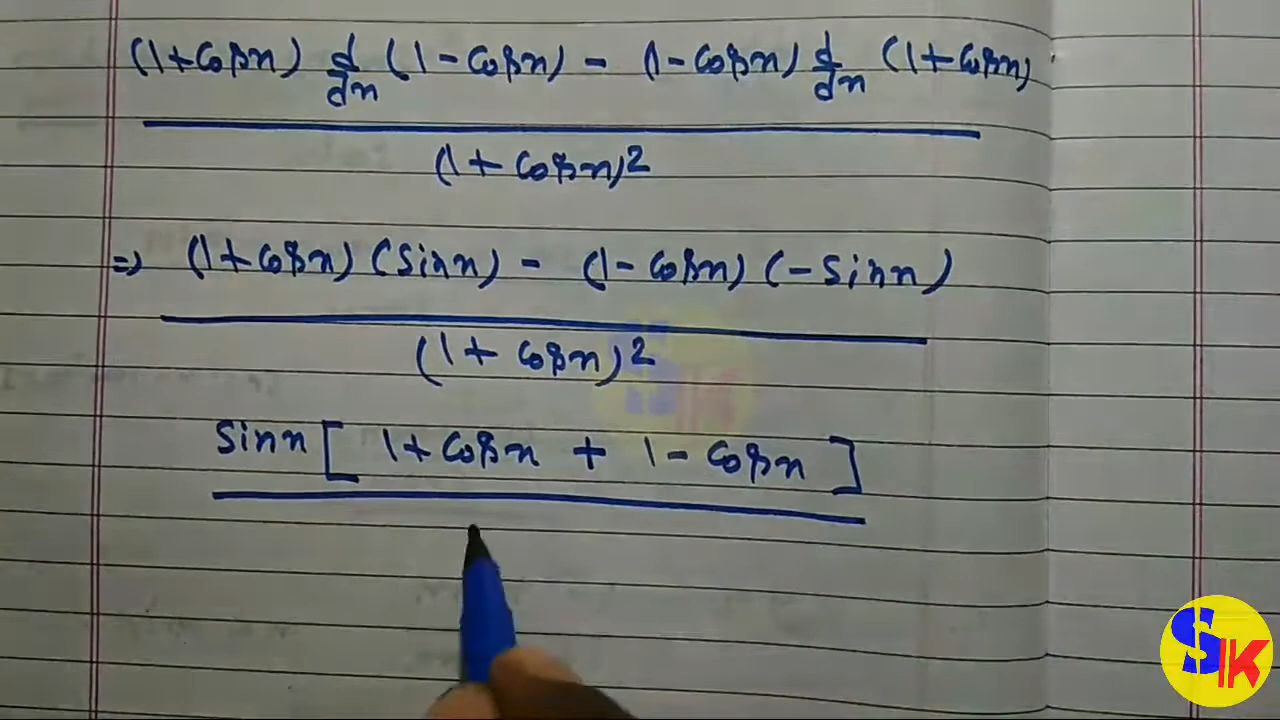 (1+cosx) d/dx (1-cosx) - (1-cosx) d/dx (1+cosx)
(1+cosx)2
=> (1+cosx) (sinx) - (1-cosx) (-sinx)
(1+cosx)2
sinx [ 1+cosx + 1-cosx ]
SK